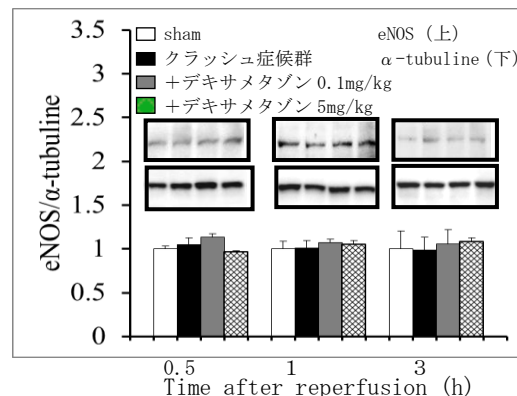 3.5
3
2.5
2
1.5
1
0.5
0
eNOS/α-tubuline
sham
クラッシュ症候群
＋デキサメタゾン 0.1mg/kg
＋デキサメタゾン 5mg/kg
eNOS (上)
α-tubuline (下)
0.5 1 3
Time after reperfusion (h)